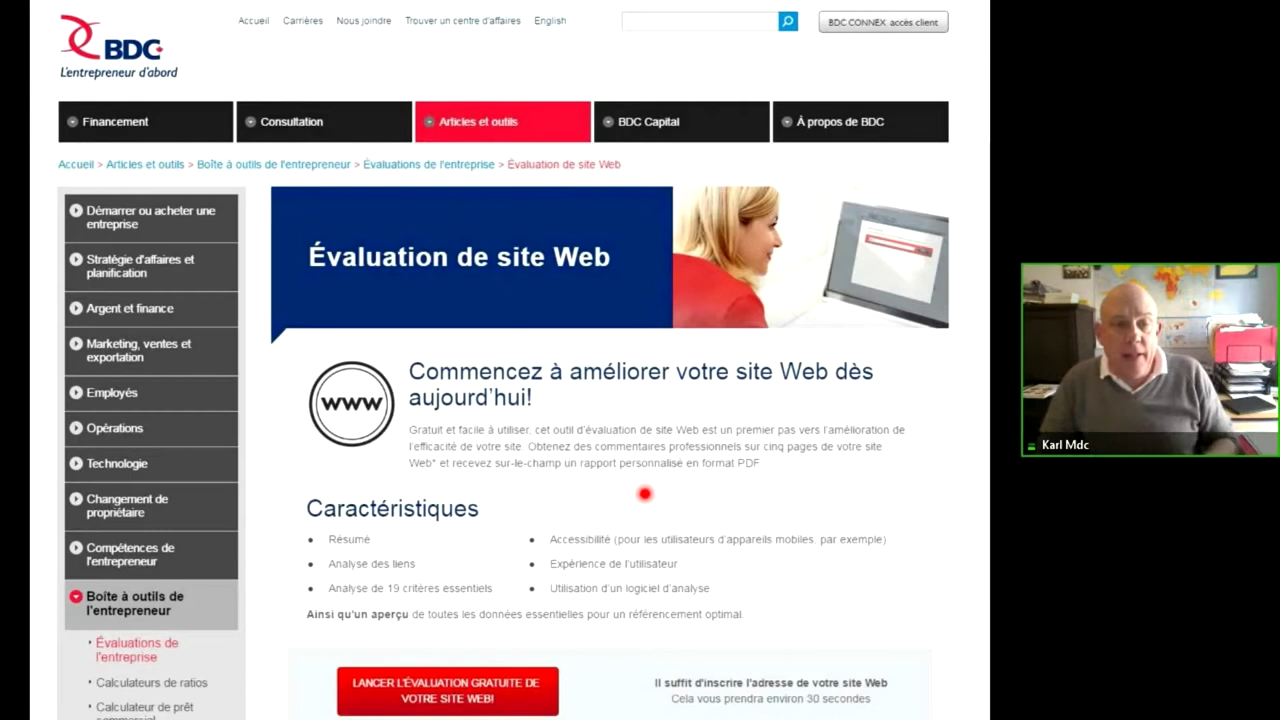 Accueil Carrières Nous joindre Trouver un centre d'affaires English
BDC CONNEX accès client
BDC
L'entrepreneur d'abord
Financement Consultation Articles et outils BDC Capital À propos de BDC
Accueil > Articles et outils > Boîte à outils de l'entrepreneur > Évaluations de l'entreprise > Évaluation de site Web
Démarrer ou acheter une
entreprise
Stratégie d'affaires et
planification
Argent et finance
Marketing, ventes et
exportation
Employés
Opérations
Technologie
Changement de
propriétaire
Compétences de
l'entrepreneur
Boîte à outils de
l'entrepreneur
Évaluations de
l'entreprise
Calculateurs de ratios
Calculateur de prêt
commercial
Évaluation de site Web
www
Commencez à améliorer votre site Web dès
aujourd'hui!
Gratuit et facile à utiliser, cet outil d'évaluation de site Web est un premier pas vers l'amélioration de
l'efficacité de votre site. Obtenez des commentaires professionnels sur cinq pages de votre site
Web* et recevez sur-le-champ un rapport personnalisé en format PDF
Caractéristiques
• Résumé
• Analyse des liens
• Analyse de 19 critères essentiels
• Accessibilité (pour les utilisateurs d'appareils mobiles, par exemple)
• Expérience de l'utilisateur
• Utilisation d'un logiciel d'analyse
Ainsi qu'un aperçu de toutes les données essentielles pour un référencement optimal.
LANCER L'ÉVALUATION GRATUITE DE
VOTRE SITE WEB!
Il suffit d'inscrire l'adresse de votre site Web
Cela vous prendra environ 30 secondes
Karl Mdc